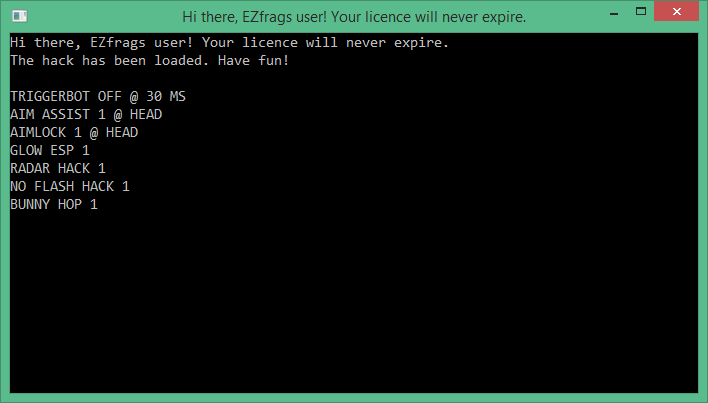 Hi there, EZfrags user! Your licence will never expire.
Hi there, EZfrags user! Your licence will never expire.
The hack has been loaded. Have fun!
TRIGGERBOT OFF @ 30 MS
AIM ASSIST 1 @ HEAD
AIMLOCK 1 @ HEAD
GLOW ESP 1
RADAR HACK 1
NO FLASH HACK 1
BUNNY HOP 1